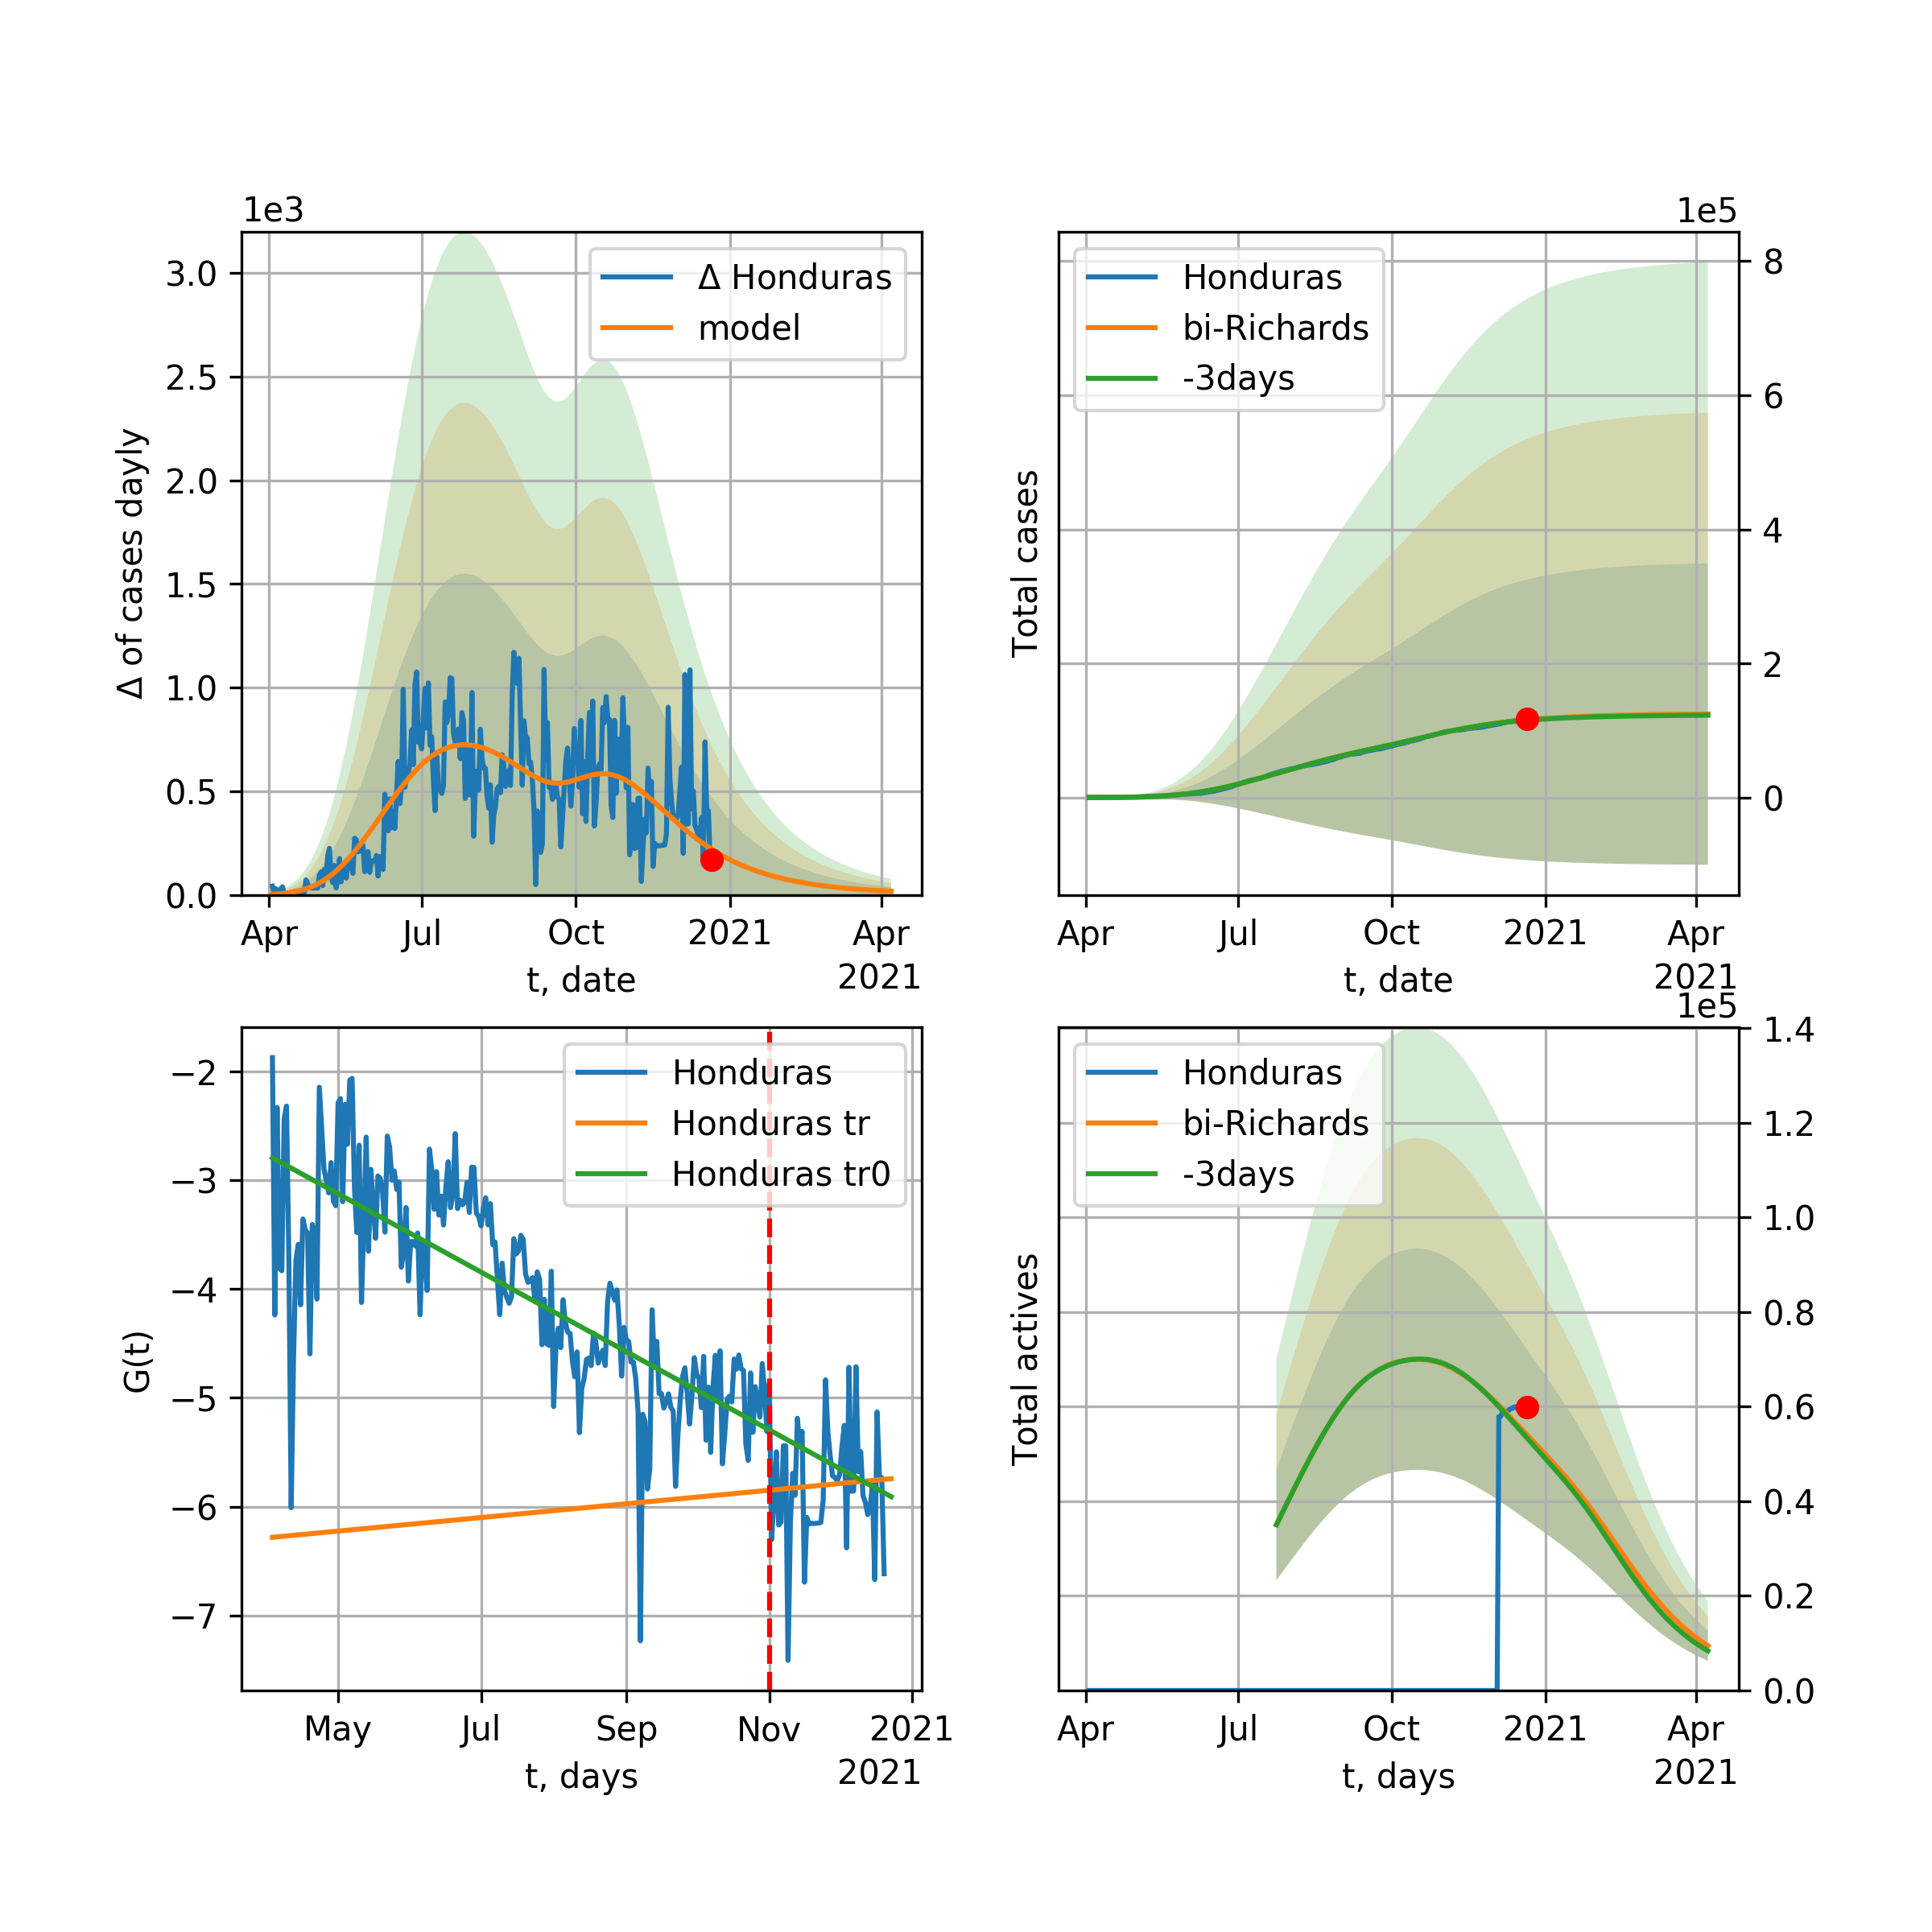 1e3
3.0
2.5
2.0
1.5
1.0
0.5
0.0
Δ of cases dayly
Δ Honduras
model
Apr
Jul
Oct
2021
Apr
2021
t, date
1e5
8
6
4
2
0
Total cases
Honduras
bi-Richards
-3days
Apr
Jul
Oct
2021
Apr
2021
t, date
−2
−3
−4
−5
−6
−7
G(t)
Honduras
Honduras tr
Honduras tr0
May
Jul
Sep
Nov
2021
2021
t, days
1e5
1.4
1.2
1.0
0.8
0.6
0.4
0.2
0.0
Total actives
Honduras
bi-Richards
-3days
Apr
Jul
Oct
2021
Apr
2021
t, days